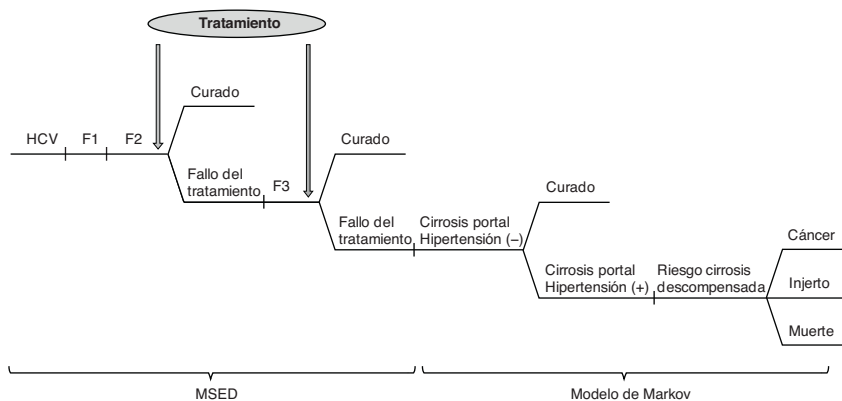 Tratamiento
Curado
HCV
F1
F2
Curado
Fallo del
tratamiento
F3
Curado
Fallo del
tratamiento
Cirrosis portal
Hipertensión (–)
Cáncer
Cirrosis portal
Hipertensión (+)
Riesgo cirrosis
descompensada
Injerto
Muerte
MSED
Modelo de Markov